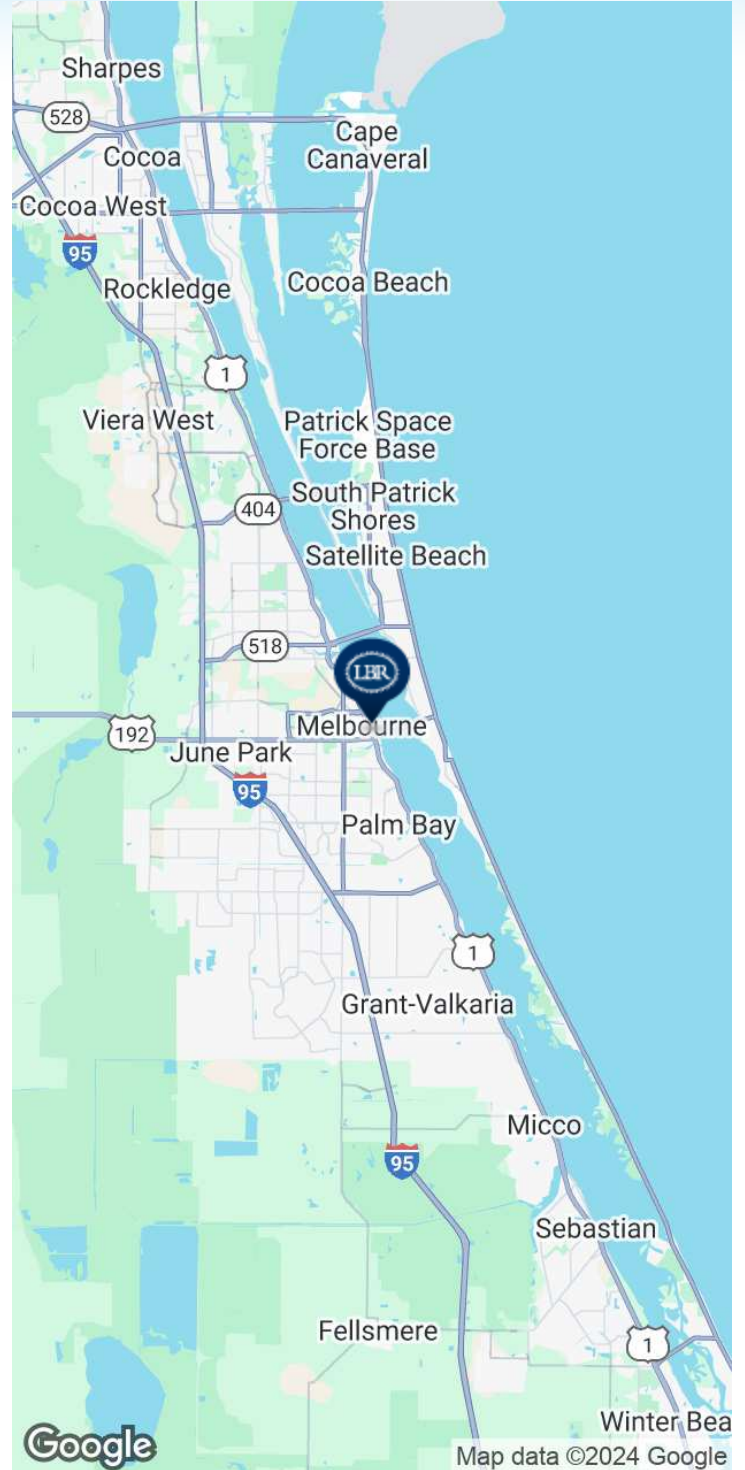 Sharpes
528
Cape
Canaveral
Cocoa
Cocoa West
95
Rockledge
Cocoa Beach
1
Viera West
Patrick Space
Force Base
South Patrick
Shores
404
Satellite Beach
518
LBR
Melbourne
192
June Park
95
Palm Bay
1
Grant-Valkaria
Micco
95
Sebastian
Fellsmere
1
Winter Bea
Google
Map data ©2024 Google